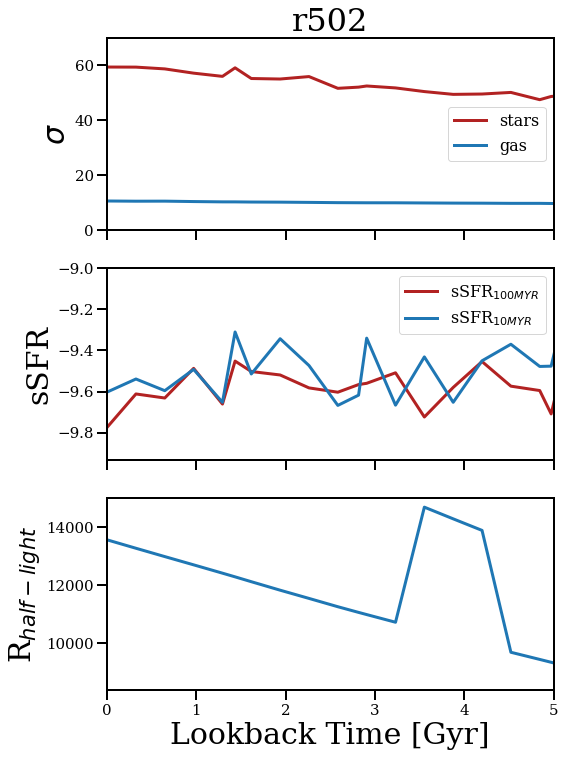 r502
60
40
20
0
σ
stars
gas
−9.0
−9.2
−9.4
−9.6
−9.8
sSFR
sSFR100MYR
sSFR10MYR
14000
12000
10000
Rhalf−light
0 1 2 3 4 5
Lookback Time [Gyr]